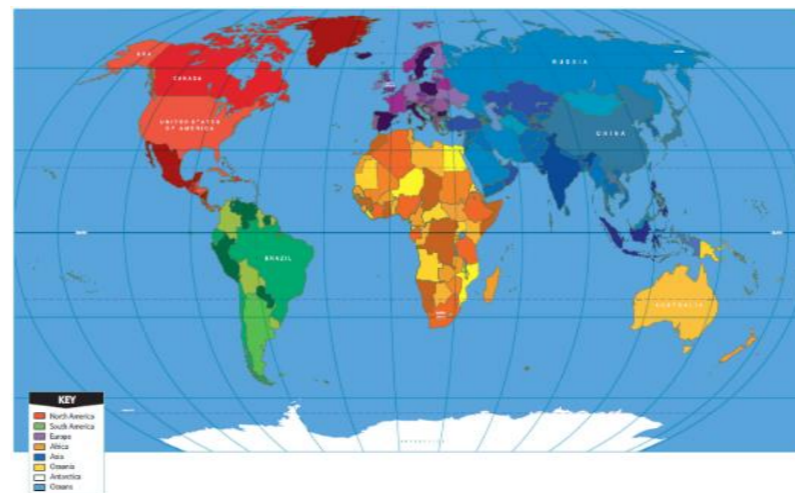 RUSSIA
CANADA
UNITED STATES
OF AMERICA
CHINA
BRAZIL
AUSTRALIA
ANTARCTICA
KEY
North America
South America
Europe
Africa
Asia
Oceania
Antarctica
Oceans